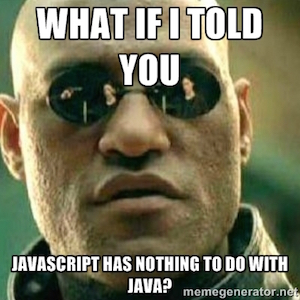 WHAT IF I TOLD
YOU
JAVASCRIPT HAS NOTHING TO DO WITH
JAVA?
memegenerator.net